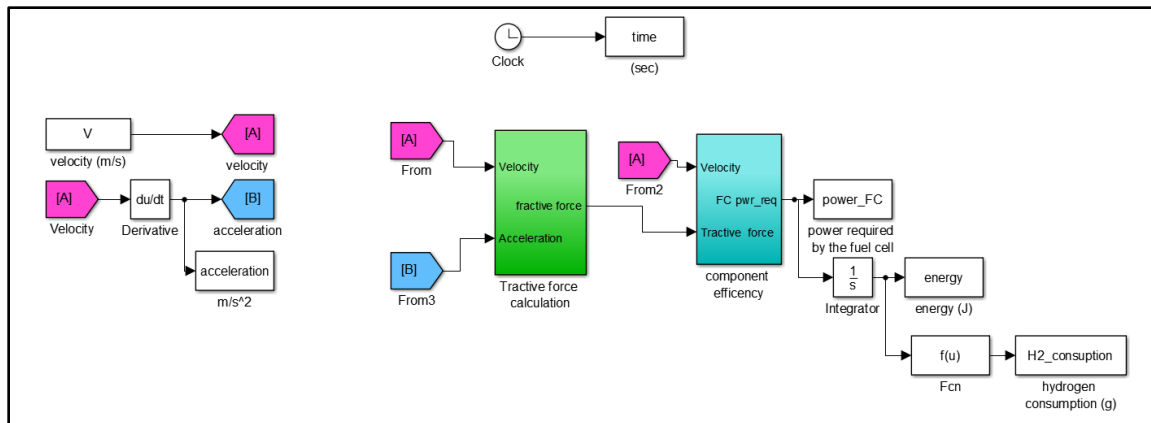 time
Clock
(sec)
V
[A]
velocity (m/s)
velocity
[A]
du/dt
[B]
Velocity
Derivative
acceleration
acceleration
m/s^2
[A]
From
Velocity
fractive force
Acceleration
[B]
From3
Tractive force
calculation
[A]
From2
Velocity
FC pwr_req
Tractive force
component
efficency
power_FC
power required
by the fuel cell
1
s
Integrator
energy
energy (J)
f(u)
Fcn
H2_consuption
hydrogen
consumption (g)